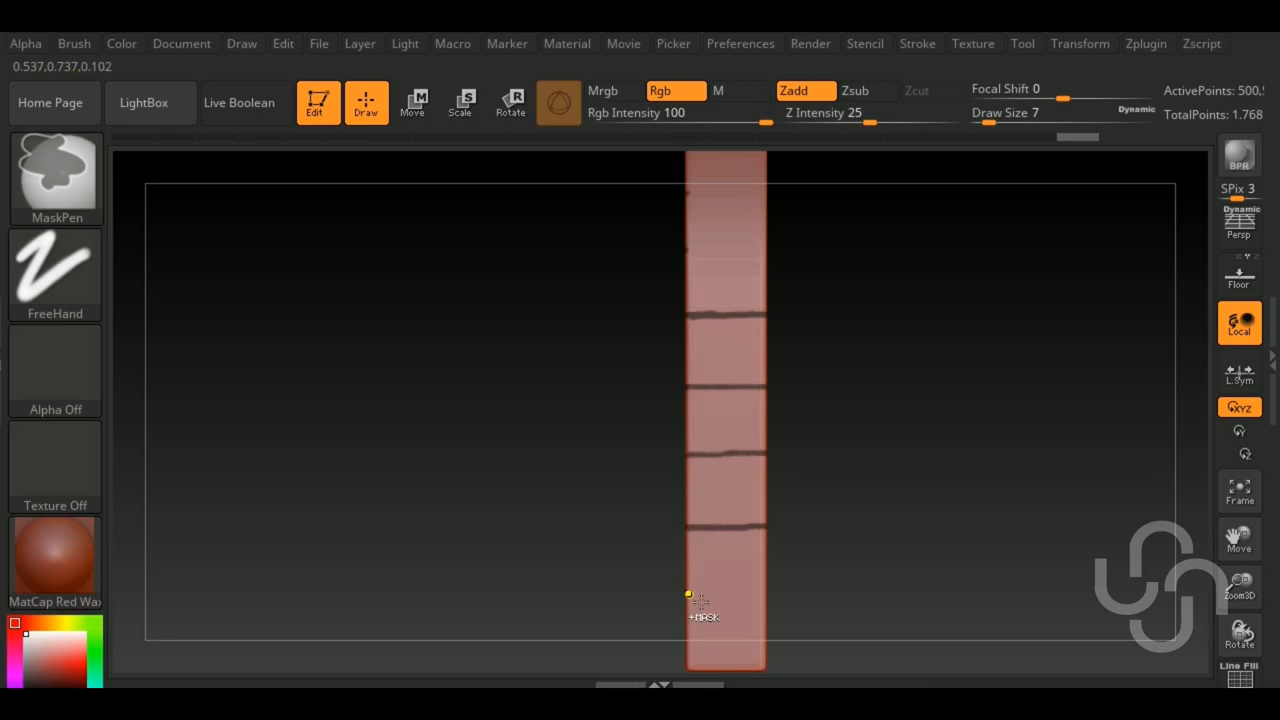 Alpha Brush Color Document Draw Edit File Layer Light Macro Marker Material Movie Picker Preferences Render Stencil Stroke Texture Tool Transform Zplugin Zscript
0.537,0.737,0.102
Home Page LightBox Live Boolean Edit Draw Move Scale Rotate
M S R
Mrgb Rgb M Zadd Zsub Zcut Focal Shift 0 ActivePoints: 500,
Rgb Intensity 100 Z Intensity 25 Draw Size 7 Dynamic TotalPoints: 1.768
MaskPen
FreeHand
Alpha Off
Texture Off
MatCap Red Wax
+MASK
BPR
SPix 3
Dynamic
Persp
Floor
Local
L.Sym
XYZ
Y
Z
Frame
Move
Zoom3D
Rotate
Line Fill